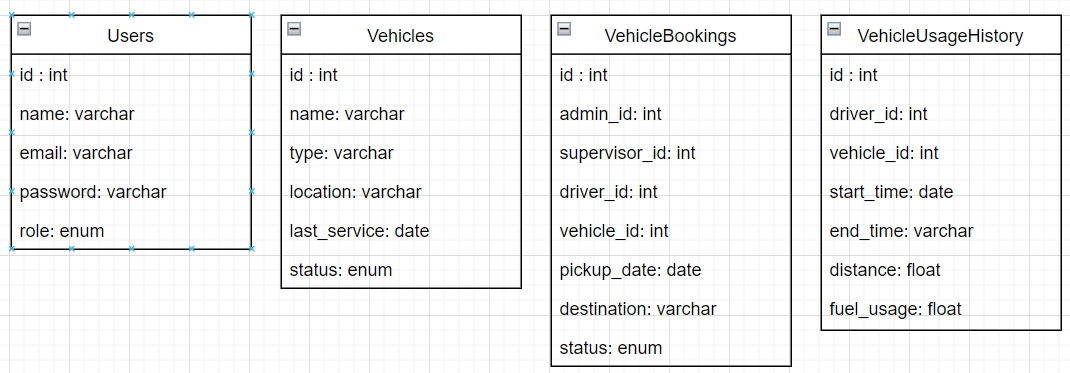 Users
id : int
name: varchar
email: varchar
password: varchar
role: enum
Vehicles
id : int
name: varchar
type: varchar
location: varchar
last_service: date
status: enum
VehicleBookings
id : int
admin_id: int
supervisor_id: int
driver_id: int
vehicle_id: int
pickup_date: date
destination: varchar
status: enum
VehicleUsageHistory
id : int
driver_id: int
vehicle_id: int
start_time: date
end_time: varchar
distance: float
fuel_usage: float